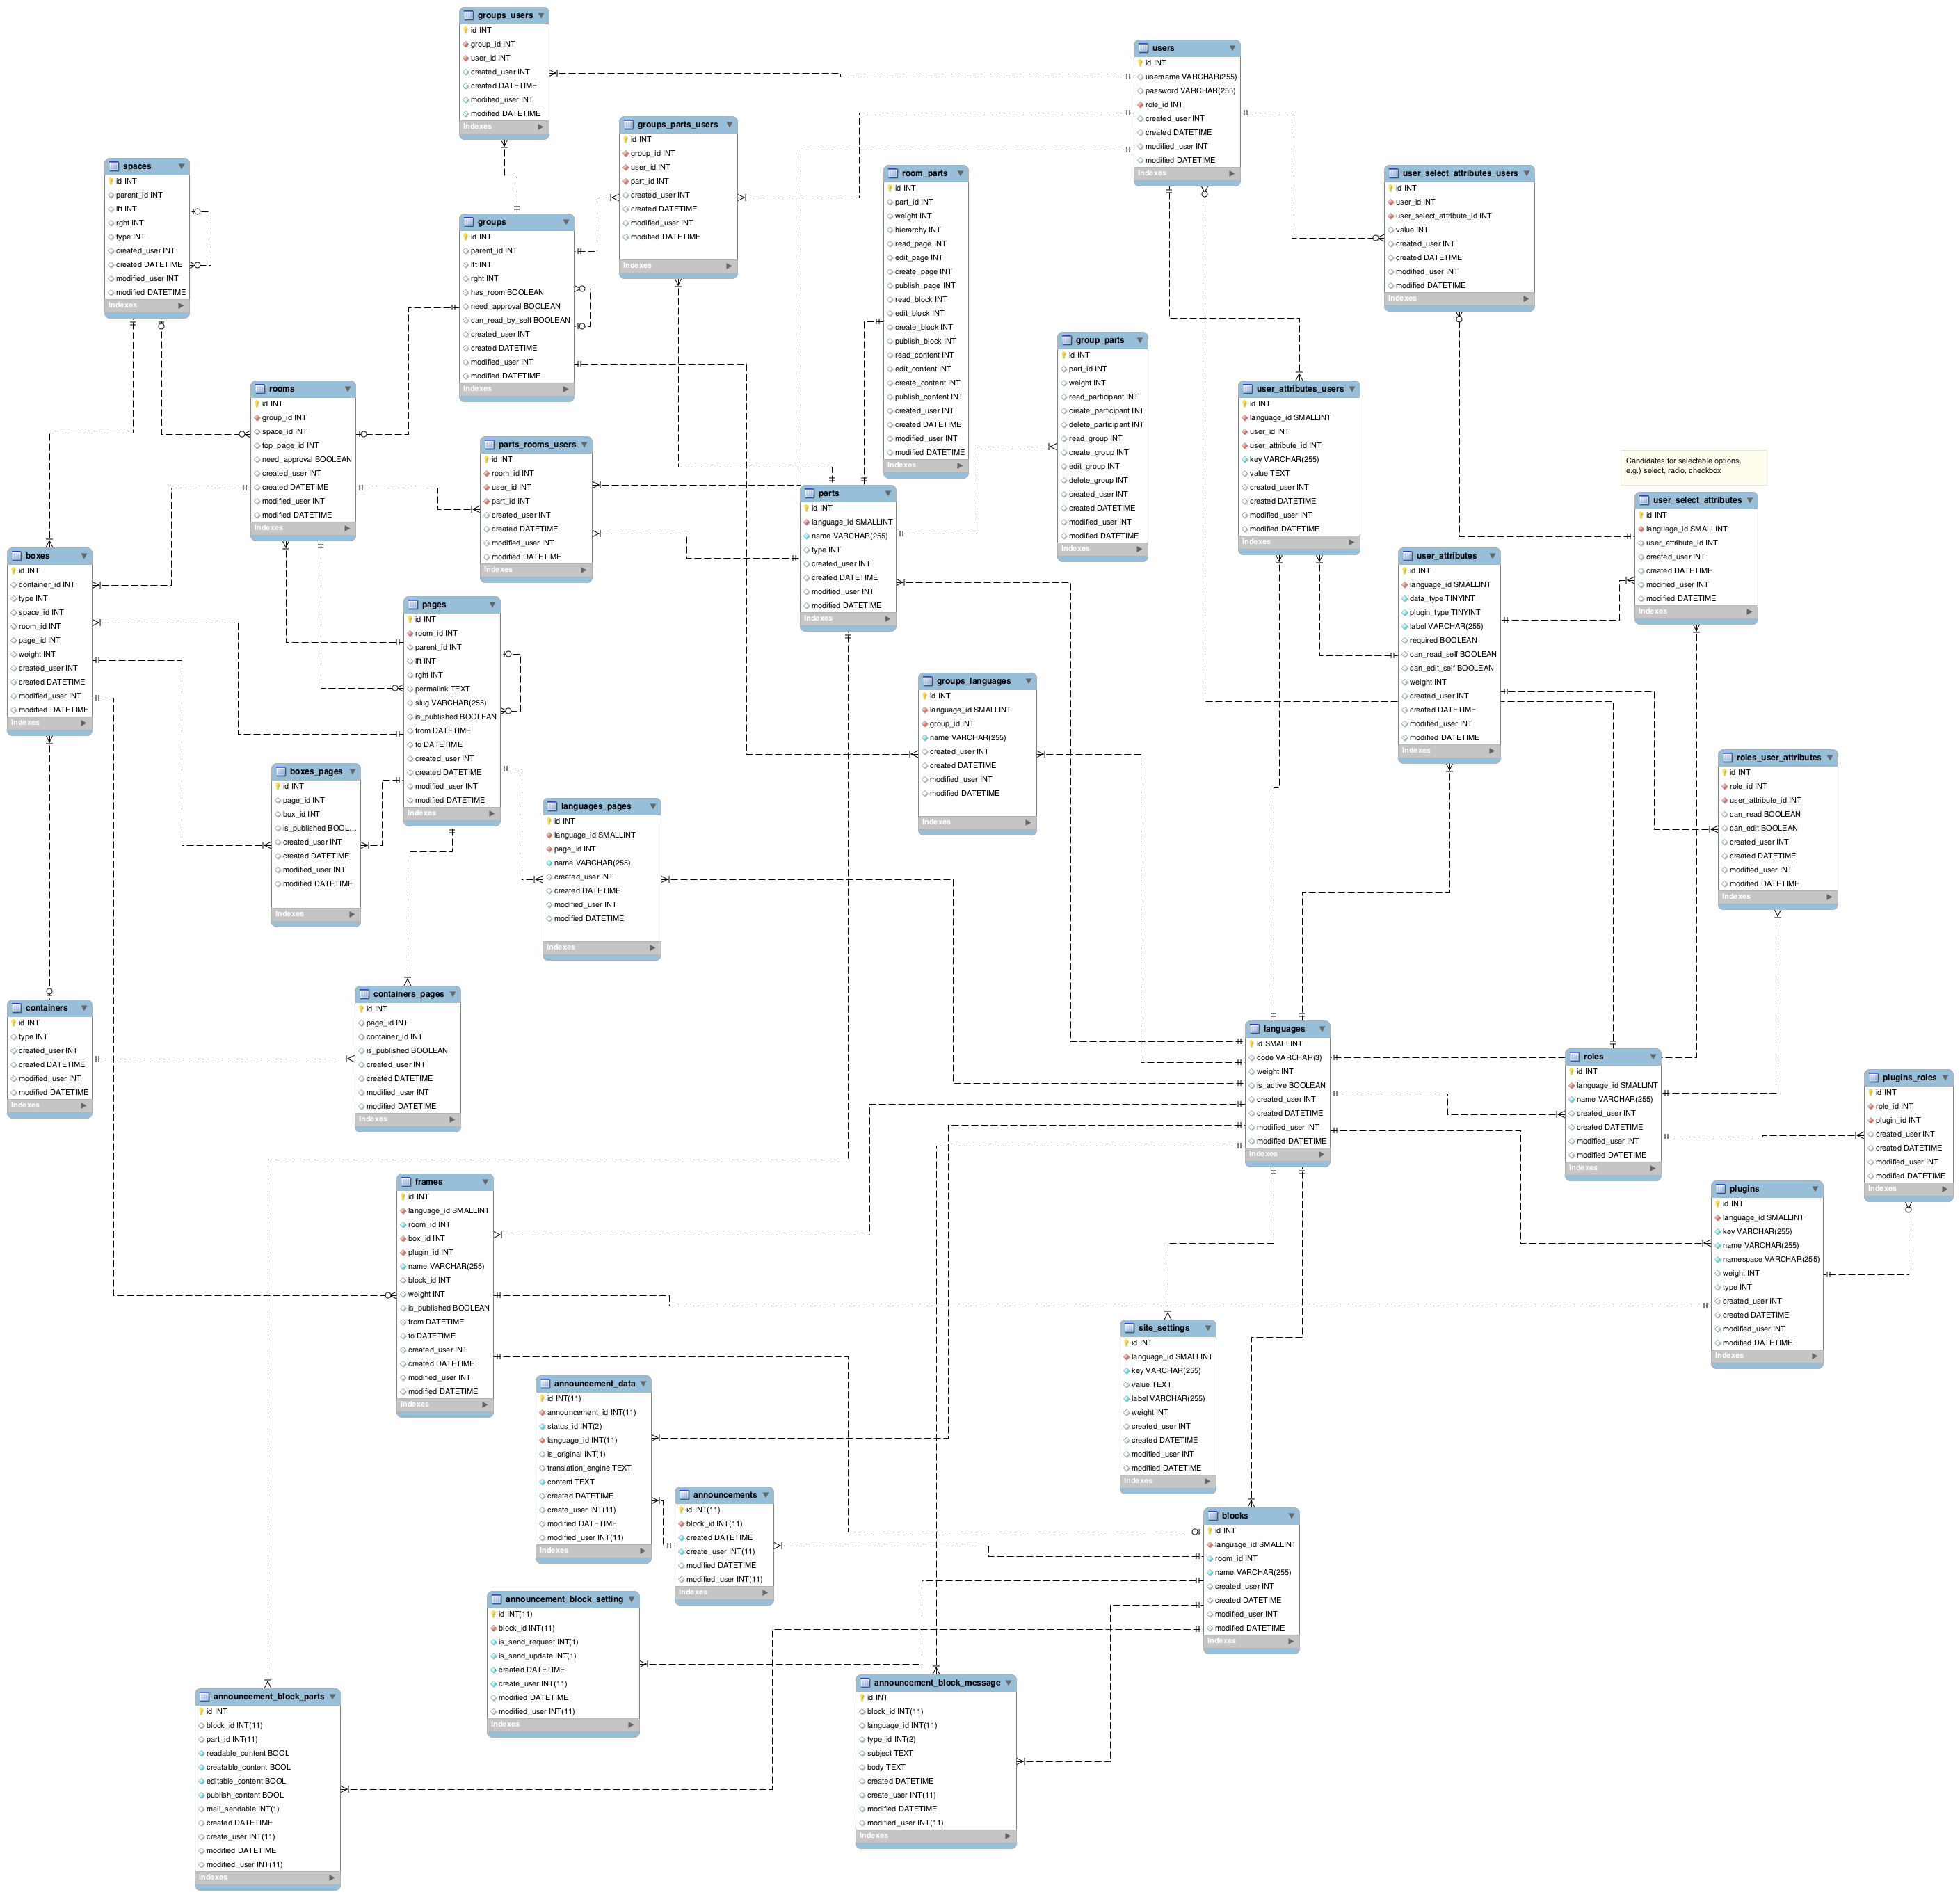 groups_users
id INT
group_id INT
user_id INT
created_user INT
created DATETIME
modified_user INT
modified DATETIME
Indexes
users
id INT
username VARCHAR(255)
password VARCHAR(255)
role_id INT
created_user INT
created DATETIME
modified_user INT
modified DATETIME
Indexes
groups_parts_users
id INT
group_id INT
user_id INT
part_id INT
created_user INT
created DATETIME
modified_user INT
modified DATETIME
Indexes
spaces
id INT
parent_id INT
lft INT
rght INT
type INT
created_user INT
created DATETIME
modified_user INT
modified DATETIME
Indexes
room_parts
id INT
part_id INT
weight INT
hierarchy INT
read_page INT
edit_page INT
create_page INT
publish_page INT
read_block INT
edit_block INT
create_block INT
publish_block INT
read_content INT
edit_content INT
create_content INT
publish_content INT
created_user INT
created DATETIME
modified_user INT
modified DATETIME
Indexes
user_select_attributes_users
id INT
user_id INT
user_select_attribute_id INT
value INT
created_user INT
created DATETIME
modified_user INT
modified DATETIME
Indexes
groups
id INT
parent_id INT
lft INT
rght INT
has_room BOOLEAN
need_approval BOOLEAN
can_read_by_self BOOLEAN
created_user INT
created DATETIME
modified_user INT
modified DATETIME
Indexes
group_parts
id INT
part_id INT
weight INT
read_participant INT
create_participant INT
delete_participant INT
read_group INT
create_group INT
edit_group INT
delete_group INT
created_user INT
created DATETIME
modified_user INT
modified DATETIME
Indexes
rooms
id INT
group_id INT
space_id INT
top_page_id INT
need_approval BOOLEAN
created_user INT
created DATETIME
modified_user INT
modified DATETIME
Indexes
user_attributes_users
id INT
language_id SMALLINT
user_id INT
user_attribute_id INT
key VARCHAR(255)
value TEXT
created_user INT
created DATETIME
modified_user INT
modified DATETIME
Indexes
parts_rooms_users
id INT
room_id INT
user_id INT
part_id INT
created_user INT
created DATETIME
modified_user INT
modified DATETIME
Indexes
Candidates for selectable options.
e.g.) select, radio, checkbox
parts
id INT
language_id SMALLINT
name VARCHAR(255)
type INT
created_user INT
created DATETIME
modified_user INT
modified DATETIME
Indexes
user_select_attributes
id INT
language_id SMALLINT
user_attribute_id INT
created_user INT
created DATETIME
modified_user INT
modified DATETIME
Indexes
boxes
id INT
container_id INT
type INT
space_id INT
room_id INT
page_id INT
weight INT
created_user INT
created DATETIME
modified_user INT
modified DATETIME
Indexes
user_attributes
id INT
language_id SMALLINT
data_type TINYINT
plugin_type TINYINT
label VARCHAR(255)
required BOOLEAN
can_read_self BOOLEAN
can_edit_self BOOLEAN
weight INT
created_user INT
created DATETIME
modified_user INT
modified DATETIME
Indexes
pages
id INT
room_id INT
parent_id INT
lft INT
rght INT
permalink TEXT
slug VARCHAR(255)
is_published BOOLEAN
from DATETIME
to DATETIME
created_user INT
created DATETIME
modified_user INT
modified DATETIME
Indexes
groups_languages
id INT
language_id SMALLINT
group_id INT
name VARCHAR(255)
created_user INT
created DATETIME
modified_user INT
modified DATETIME
Indexes
roles_user_attributes
id INT
role_id INT
user_attribute_id INT
can_read BOOLEAN
can_edit BOOLEAN
created_user INT
created DATETIME
modified_user INT
modified DATETIME
Indexes
boxes_pages
id INT
page_id INT
box_id INT
is_published BOOL...
created_user INT
created DATETIME
modified_user INT
modified DATETIME
Indexes
languages_pages
id INT
language_id SMALLINT
page_id INT
name VARCHAR(255)
created_user INT
created DATETIME
modified_user INT
modified DATETIME
Indexes
containers
id INT
type INT
created_user INT
created DATETIME
modified_user INT
modified DATETIME
Indexes
containers_pages
id INT
page_id INT
container_id INT
is_published BOOLEAN
created_user INT
created DATETIME
modified_user INT
modified DATETIME
Indexes
languages
id SMALLINT
code VARCHAR(3)
weight INT
is_active BOOLEAN
created_user INT
created DATETIME
modified_user INT
modified DATETIME
Indexes
roles
id INT
language_id SMALLINT
name VARCHAR(255)
created_user INT
created DATETIME
modified_user INT
modified DATETIME
Indexes
plugins_roles
id INT
role_id INT
plugin_id INT
created_user INT
created DATETIME
modified_user INT
modified DATETIME
Indexes
frames
id INT
language_id SMALLINT
room_id INT
box_id INT
plugin_id INT
name VARCHAR(255)
block_id INT
weight INT
is_published BOOLEAN
from DATETIME
to DATETIME
created_user INT
created DATETIME
modified_user INT
modified DATETIME
Indexes
plugins
id INT
language_id SMALLINT
key VARCHAR(255)
name VARCHAR(255)
namespace VARCHAR(255)
weight INT
type INT
created_user INT
created DATETIME
modified_user INT
modified DATETIME
Indexes
site_settings
id INT
language_id SMALLINT
key VARCHAR(255)
value TEXT
label VARCHAR(255)
weight INT
created_user INT
created DATETIME
modified_user INT
modified DATETIME
Indexes
announcement_data
id INT(11)
announcement_id INT(11)
status_id INT(2)
language_id INT(11)
is_original INT(1)
translation_engine TEXT
content TEXT
created DATETIME
create_user INT(11)
modified DATETIME
modified_user INT(11)
Indexes
announcements
id INT(11)
block_id INT(11)
created DATETIME
create_user INT(11)
modified DATETIME
modified_user INT(11)
Indexes
blocks
id INT
language_id SMALLINT
room_id INT
name VARCHAR(255)
created_user INT
created DATETIME
modified_user INT
modified DATETIME
Indexes
announcement_block_setting
id INT(11)
block_id INT(11)
is_send_request INT(1)
is_send_update INT(1)
created DATETIME
create_user INT(11)
modified DATETIME
modified_user INT(11)
Indexes
announcement_block_message
id INT
block_id INT(11)
language_id INT(11)
type_id INT(2)
subject TEXT
body TEXT
created DATETIME
create_user INT(11)
modified DATETIME
modified_user INT(11)
Indexes
announcement_block_parts
id INT
block_id INT(11)
part_id INT(11)
readable_content BOOL
creatable_content BOOL
editable_content BOOL
publish_content BOOL
mail_sendable INT(1)
created DATETIME
create_user INT(11)
modified DATETIME
modified_user INT(11)
Indexes